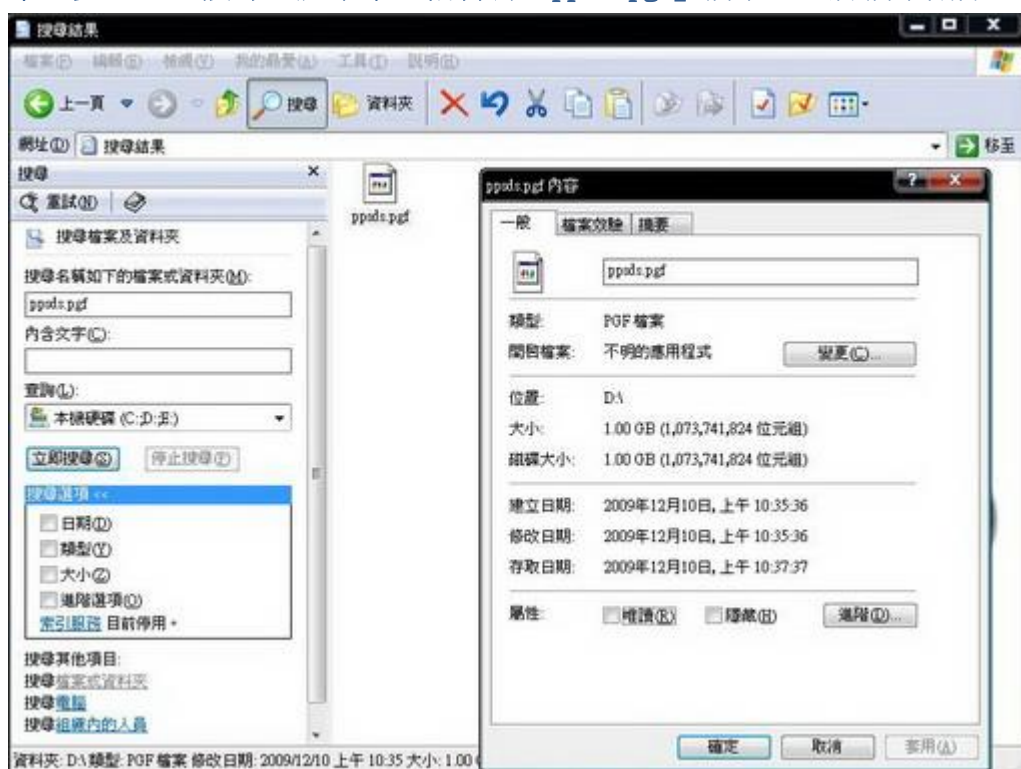 搜尋結果
檔案(F) 編輯(E) 檢視(V) 我的最愛(A) 工具(T) 說明(H)
上一頁 搜尋 資料夾
網址(D) 搜尋結果 移至
搜尋
重試(N)
搜尋檔案及資料夾
搜尋名稱如下的檔案或資料夾(M):
ppsds.pgf
內含文字(C):
查詢(L):
本機硬碟 (C:;D:;E:)
立即搜尋(S) 停止搜尋(T)
搜尋選項 <<
日期(D)
類型(Y)
大小(Z)
進階選項(O)
索引服務 目前停用。
搜尋其他項目:
搜尋檔案或資料夾
搜尋電腦
搜尋組織內的人員
ppsds.pgf
ppsds.pgf 內容
一般 檔案效驗 摘要
ppsds.pgf
類型: PGF 檔案
開啟檔案: 不明的應用程式 變更(C)...
位置: D:\
大小: 1.00 GB (1,073,741,824 位元組)
磁碟大小: 1.00 GB (1,073,741,824 位元組)
建立日期: 2009年12月10日, 上午 10:35:36
修改日期: 2009年12月10日, 上午 10:35:36
存取日期: 2009年12月10日, 上午 10:37:37
屬性: 唯讀(R) 隱藏(H) 進階(D)...
確定 取消 套用(A)
資料夾: D:\ 類型: PGF 檔案 修改日期: 2009/12/10 上午 10:35 大小: 1.00